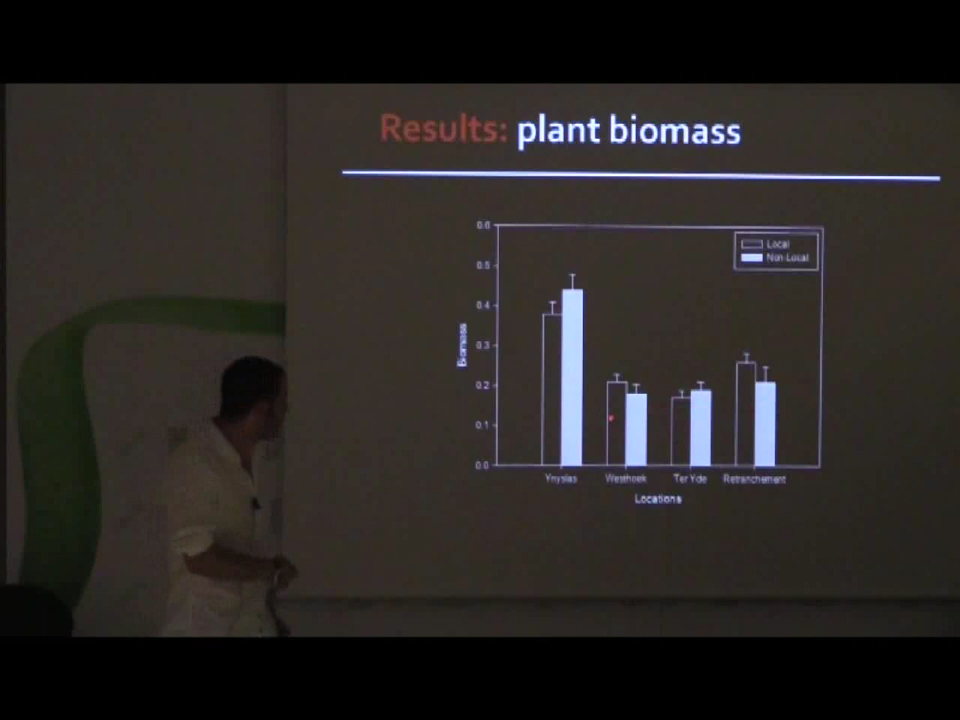 Results: plant biomass
0.6
0.5
0.4
0.3
0.2
0.1
0.0
Biomass
Local
Non-Local
Ynyslas Westhoek Ter Yde Retranchement
Locations